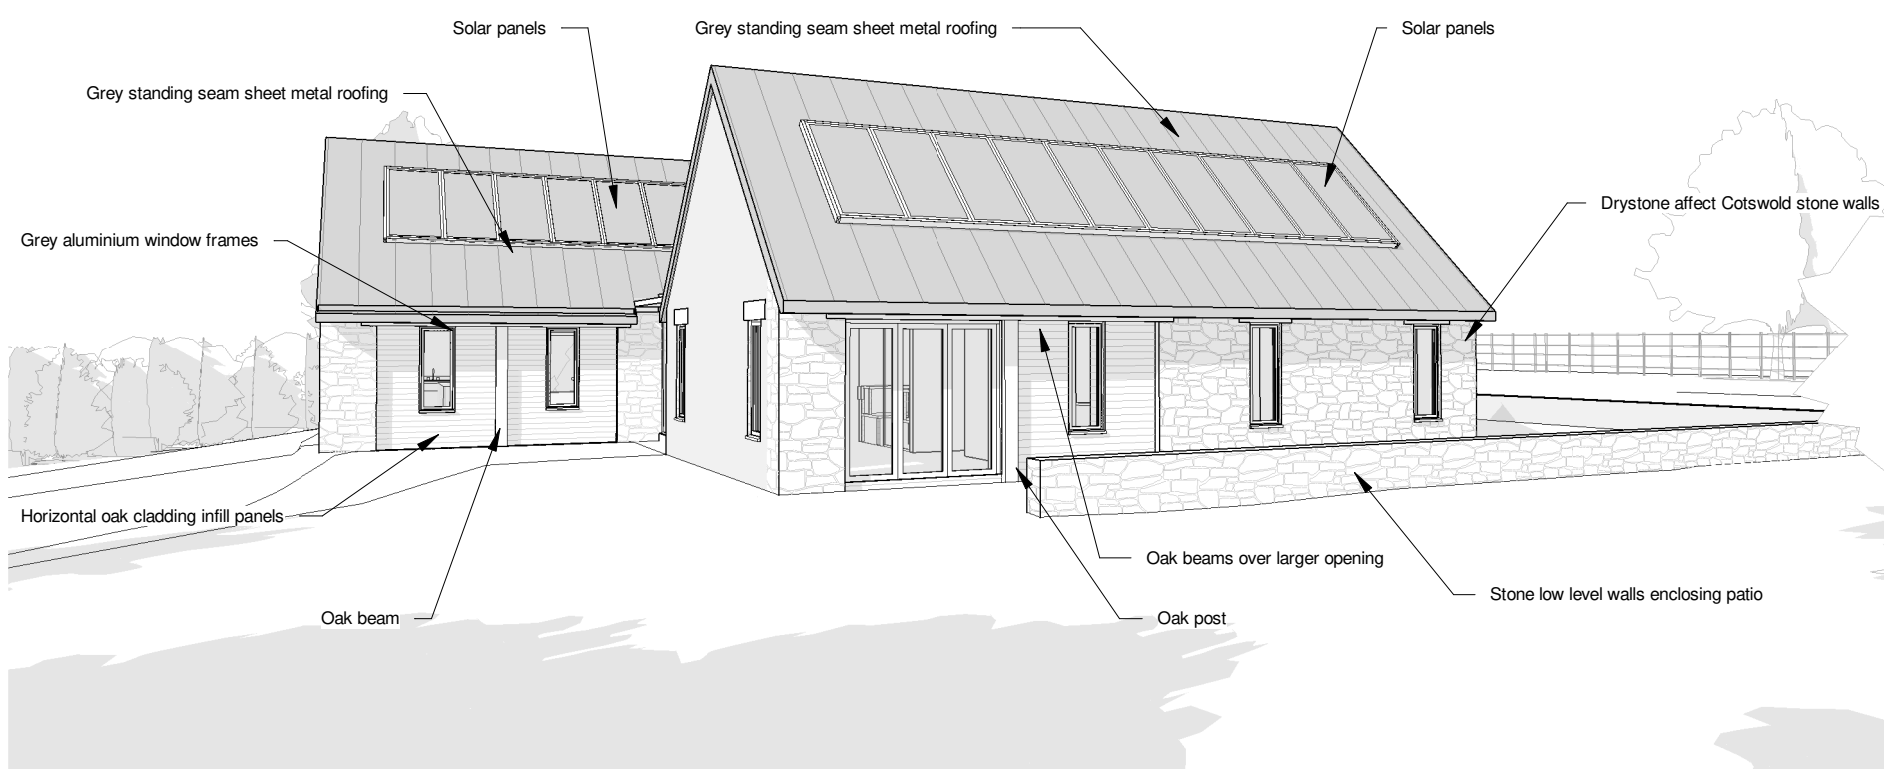 Solar panels
Grey standing seam sheet metal roofing
Solar panels
Grey standing seam sheet metal roofing
Drystone affect Cotswold stone walls
Grey aluminium window frames
Horizontal oak cladding infill panels
Oak beams over larger opening
Stone low level walls enclosing patio
Oak beam
Oak post